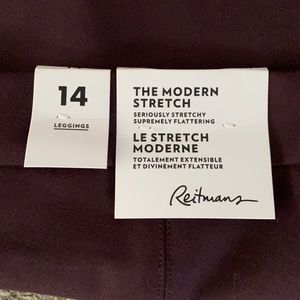 14
LEGGINGS
THE MODERN
STRETCH
SERIOUSLY STRETCHY
SUPREMELY FLATTERING
LE STRETCH
MODERNE
TOTALEMENT EXTENSIBLE
ET DIVINEMENT FLATTEUR
Reitmans